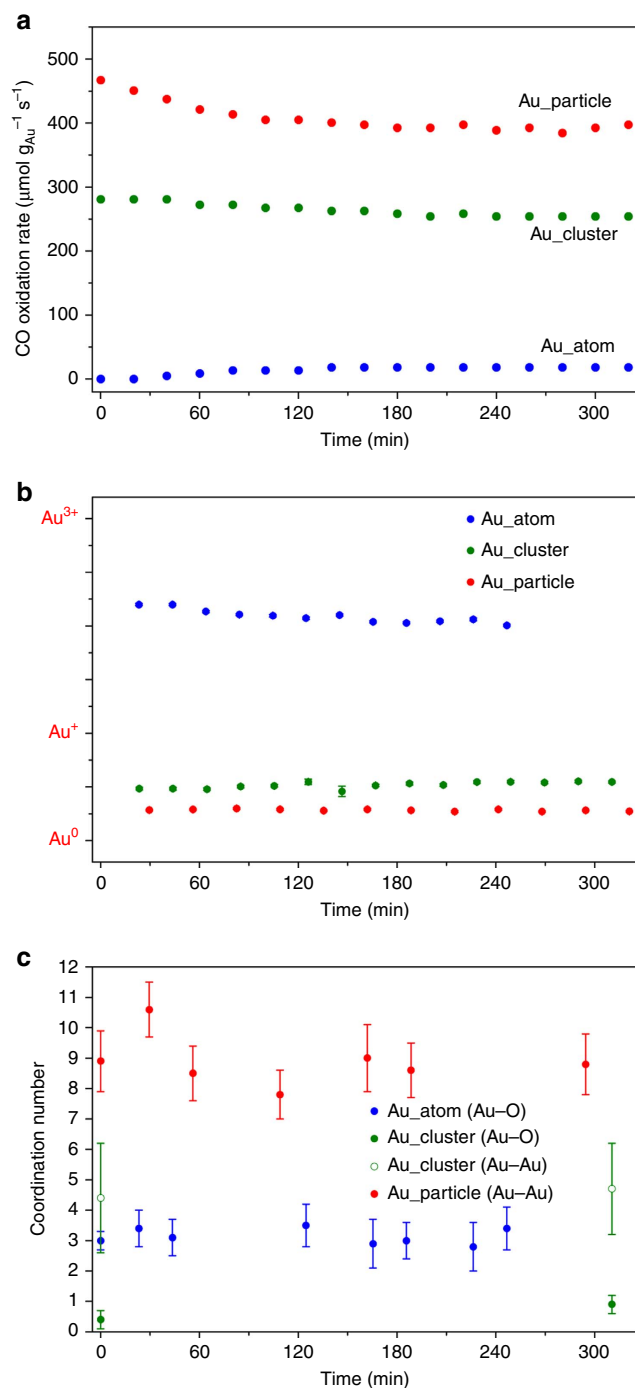 a
CO oxidation rate (μmol g_Au⁻¹ s⁻¹)
500
400
300
200
100
0
Au_particle
Au_cluster
Au_atom
0 60 120 180 240 300
Time (min)
b
Au³⁺
Au⁺
Au⁰
Au_atom
Au_cluster
Au_particle
0 60 120 180 240 300
Time (min)
c
Coordination number
12
11
10
9
8
7
6
5
4
3
2
1
0
Au_atom (Au–O)
Au_cluster (Au–O)
Au_cluster (Au–Au)
Au_particle (Au–Au)
0 60 120 180 240 300
Time (min)